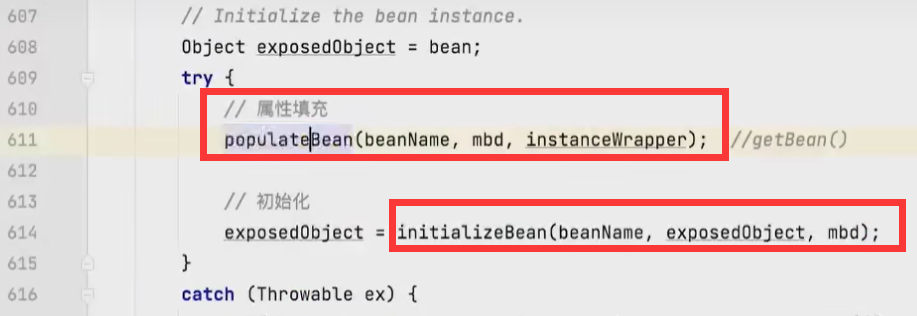 607 // Initialize the bean instance.
608 Object exposedObject = bean;
609 try {
610 // 属性填充
611 populateBean(beanName, mbd, instanceWrapper); //getBean()
612
613 // 初始化
614 exposedObject = initializeBean(beanName, exposedObject, mbd);
615 }
616 catch (Throwable ex) {